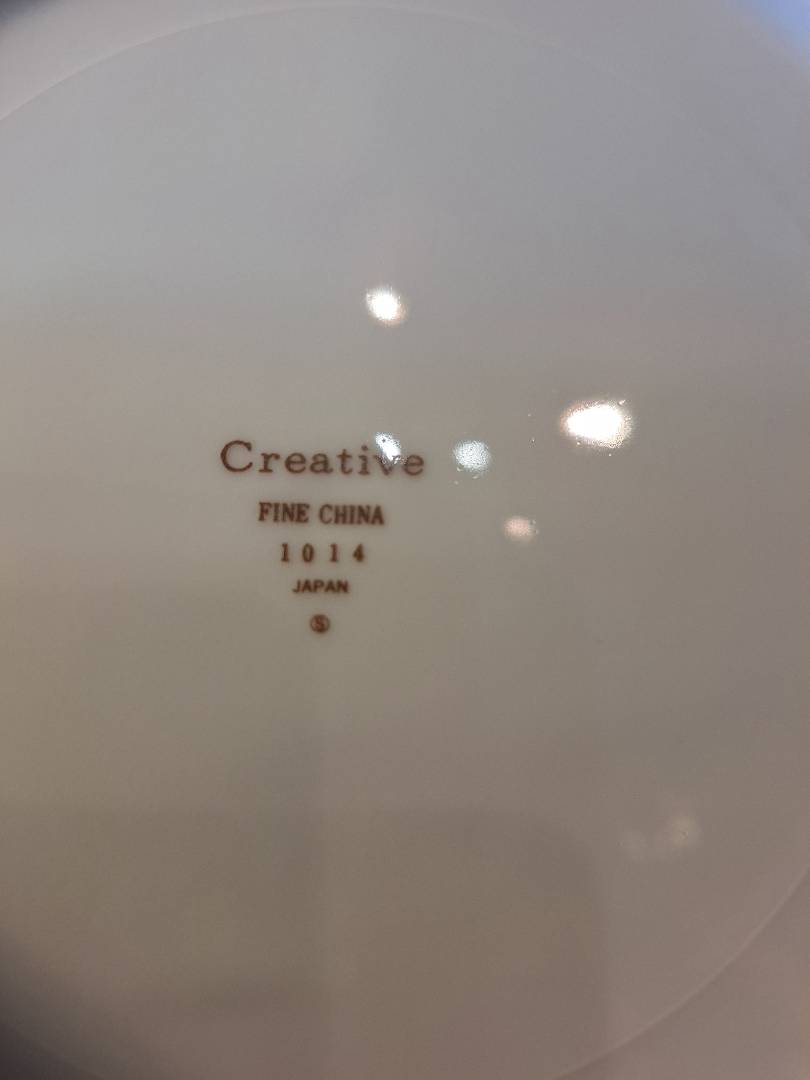 Creative
FINE CHINA
1014
JAPAN
Ⓢ